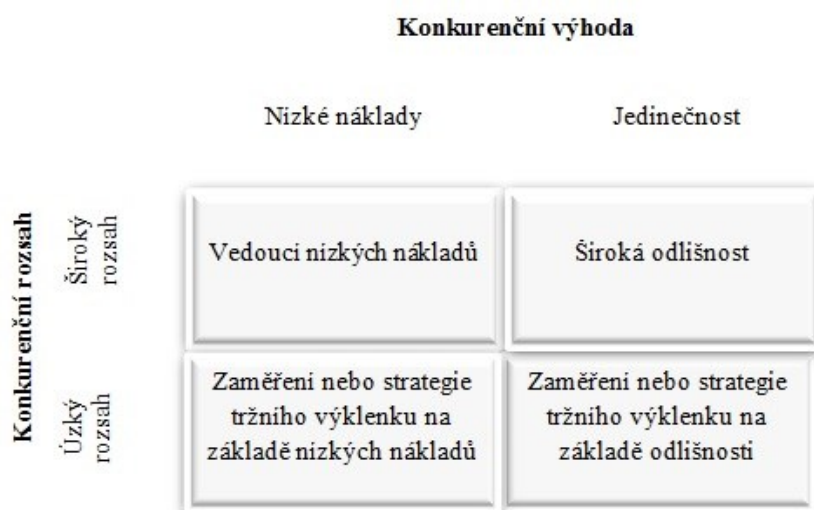 Konkurenční výhoda
Nízké náklady
Jedinečnost
Konkurenční rozsah
Široký
rozsah
Vedoucí nízkých nákladů
Široká odlišnost
Úzký
rozsah
Zaměření nebo strategie
tržního výklenku na
základě nízkých nákladů
Zaměření nebo strategie
tržního výklenku na
základě odlišnosti